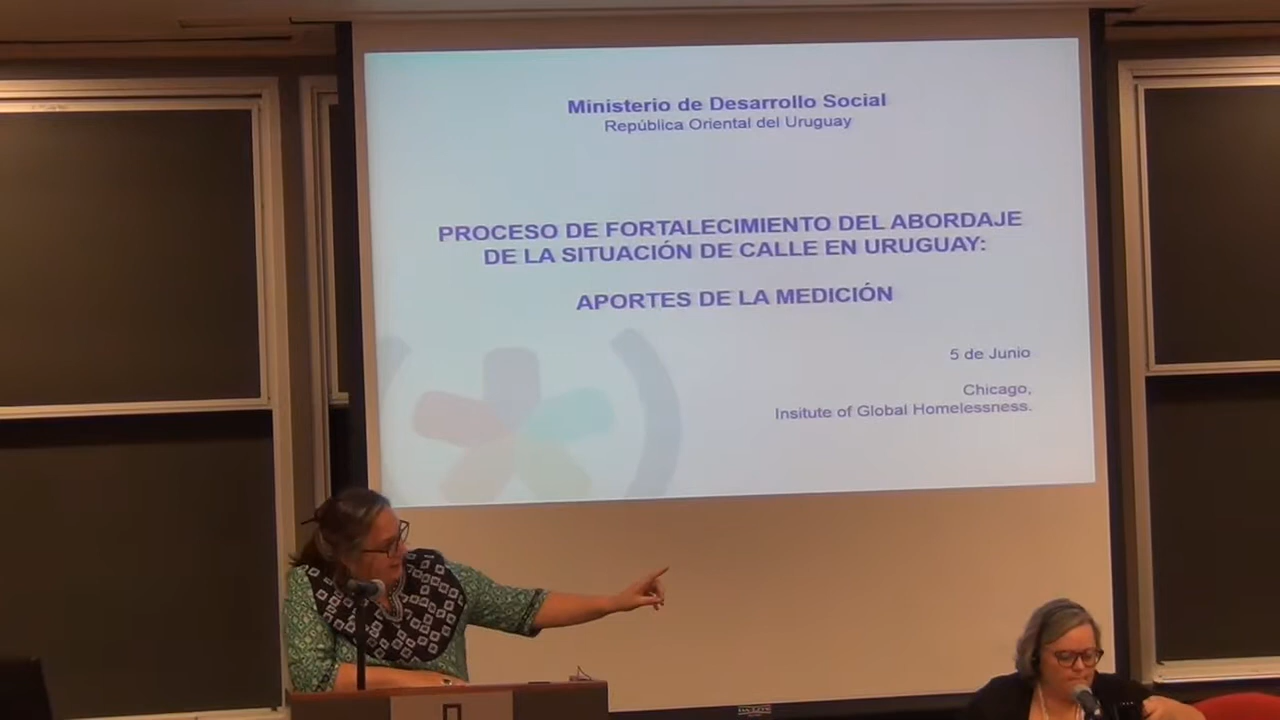 Ministerio de Desarrollo Social
República Oriental del Uruguay
PROCESO DE FORTALECIMIENTO DEL ABORDAJE
DE LA SITUACIÓN DE CALLE EN URUGUAY:
APORTES DE LA MEDICIÓN
5 de Junio
Chicago,
Insitute of Global Homelessness.